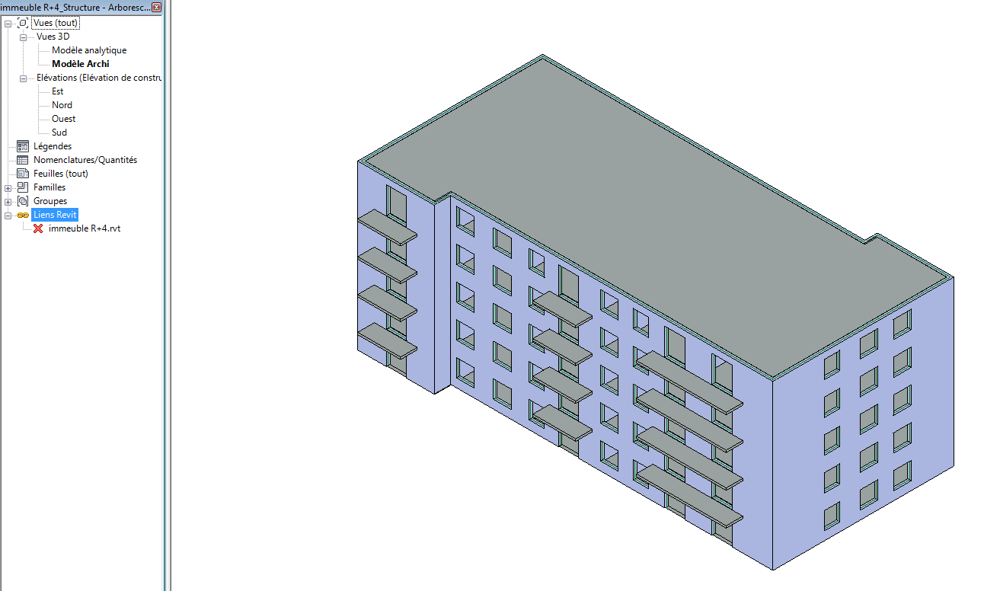 immeuble R+4_Structure - Arboresc...
Vues (tout)
Vues 3D
Modèle analytique
Modèle Archi
Elévations (Elévation de constru
Est
Nord
Ouest
Sud
Légendes
Nomenclatures/Quantités
Feuilles (tout)
Familles
Groupes
Liens Revit
immeuble R+4.rvt